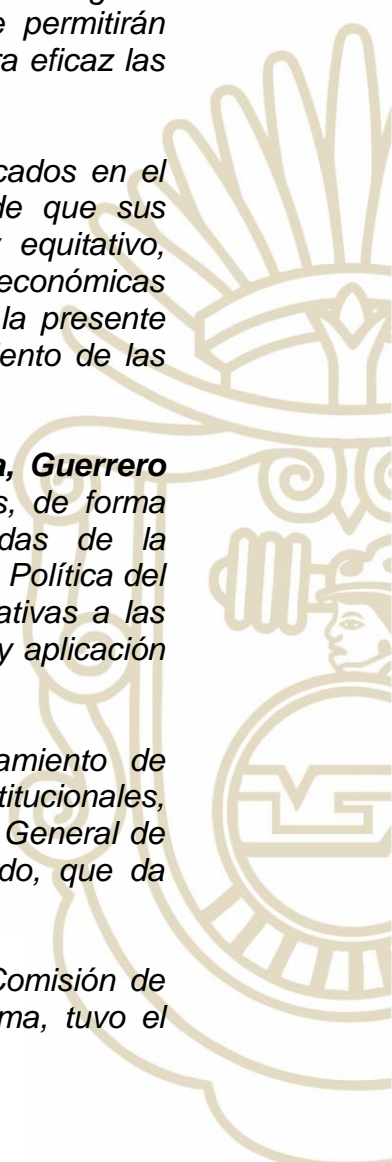 e permitirán
ra eficaz las
cados en el
de que sus
equitativo,
económicas
la presente
ento de las
a, Guerrero
s, de forma
das de la
Política del
ativas a las
y aplicación
amiento de
titucionales,
General de
do, que da
Comisión de
ma, tuvo el